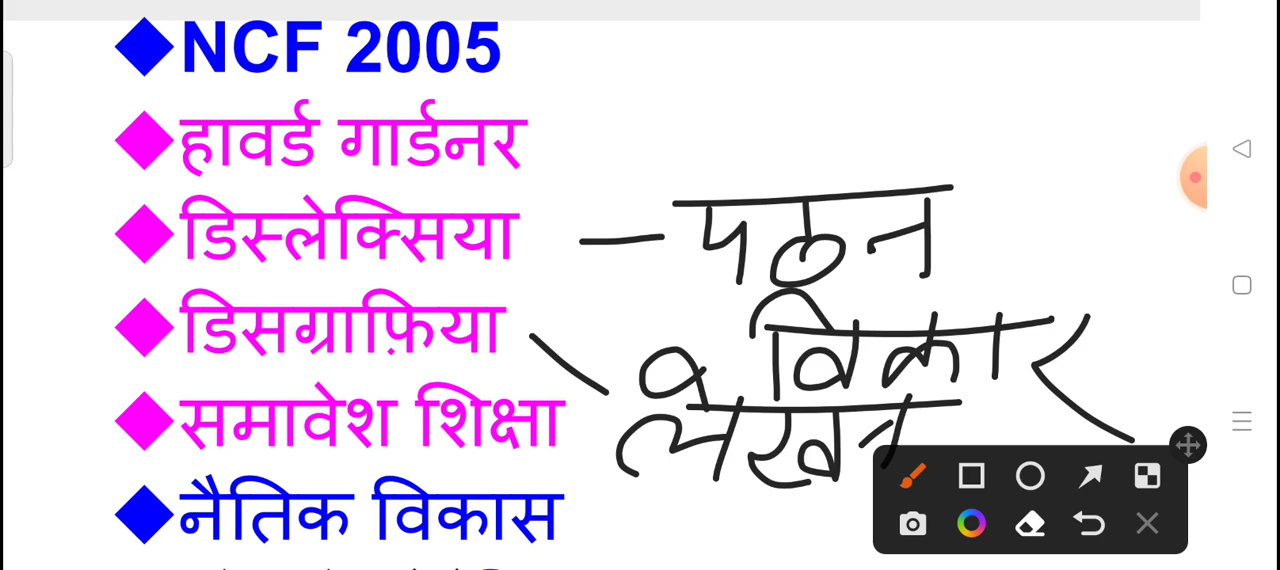 ◆NCF 2005
◆हावर्ड गार्डनर
◆डिस्लेक्सिया — पठन
विकार
◆डिसग्राफ़िया \ लेखन
◆समावेश शिक्षा
◆नैतिक विकास